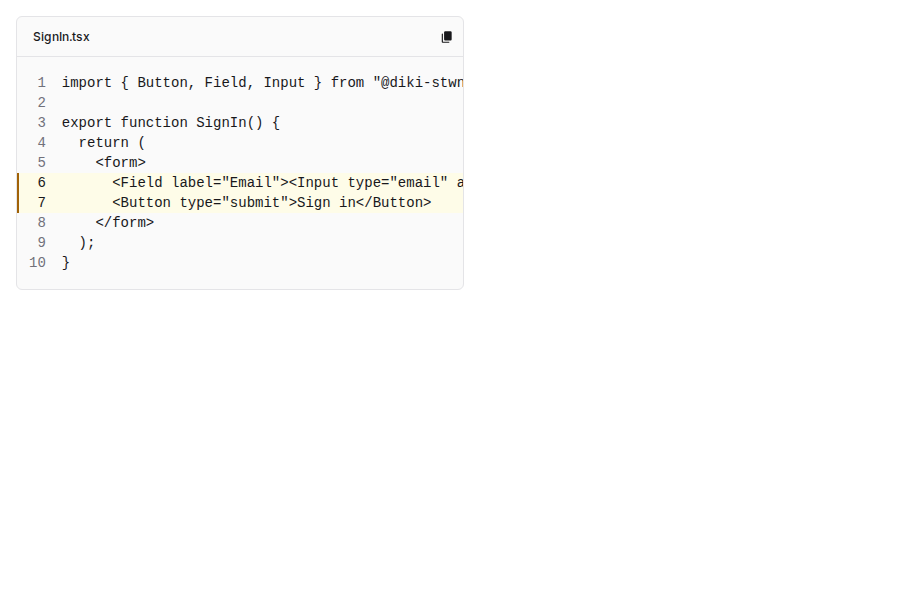 SignIn.tsx
1 import { Button, Field, Input } from "@diki-stwn
2
3 export function SignIn() {
4   return (
5     <form>
6       <Field label="Email"><Input type="email" a
7       <Button type="submit">Sign in</Button>
8     </form>
9   );
10 }